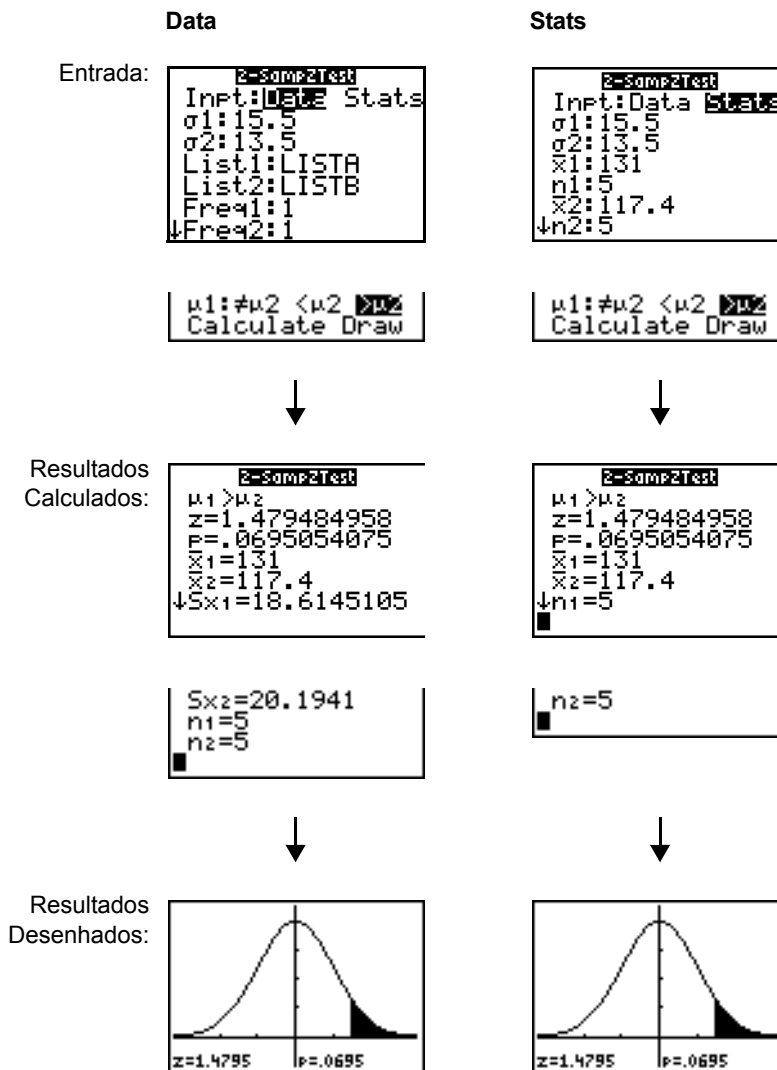 Data
Stats
Entrada:
2-SampZTest
Inpt:Data Stats
σ1:15.5
σ2:13.5
List1:LISTA
List2:LISTB
Freq1:1
↓Freq2:1
2-SampZTest
Inpt:Data Stats
σ1:15.5
σ2:13.5
x̄1:131
n1:5
x̄2:117.4
↓n2:5
μ1:≠μ2 <μ2 >μ2
Calculate Draw
μ1:≠μ2 <μ2 >μ2
Calculate Draw
Resultados
Calculados:
2-SampZTest
μ1>μ2
z=1.479484958
p=.0695054075
x̄1=131
x̄2=117.4
↓Sx1=18.6145105
2-SampZTest
μ1>μ2
z=1.479484958
p=.0695054075
x̄1=131
x̄2=117.4
↓n1=5
Sx2=20.1941
n1=5
n2=5
n2=5
Resultados
Desenhados:
z=1.4795 p=.0695
z=1.4795 p=.0695